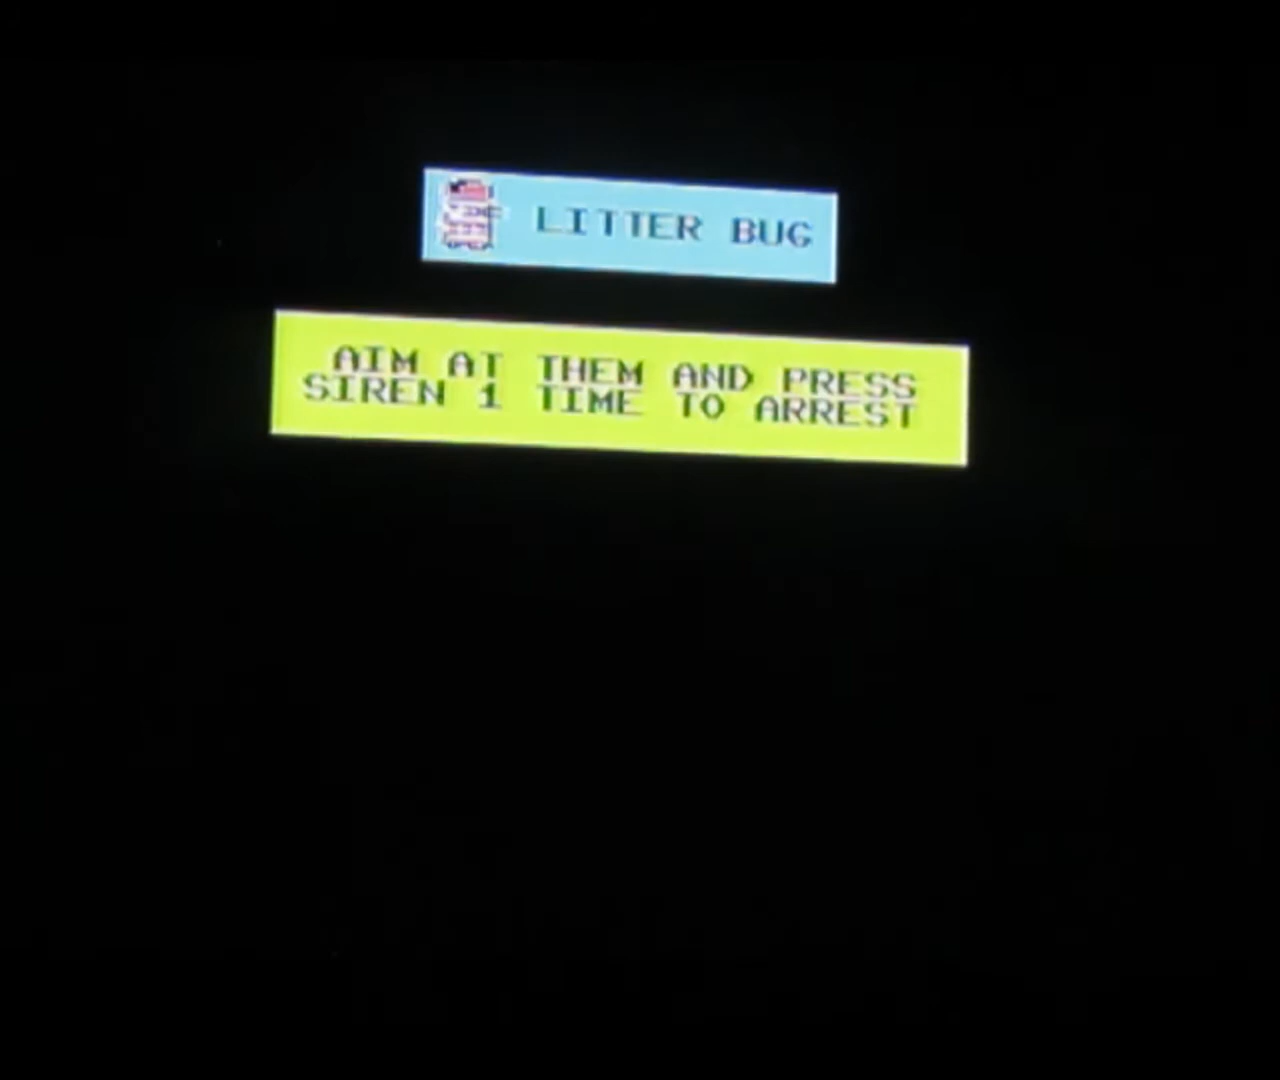 LITTER BUG
AIM AT THEM AND PRESS
SIREN 1 TIME TO ARREST